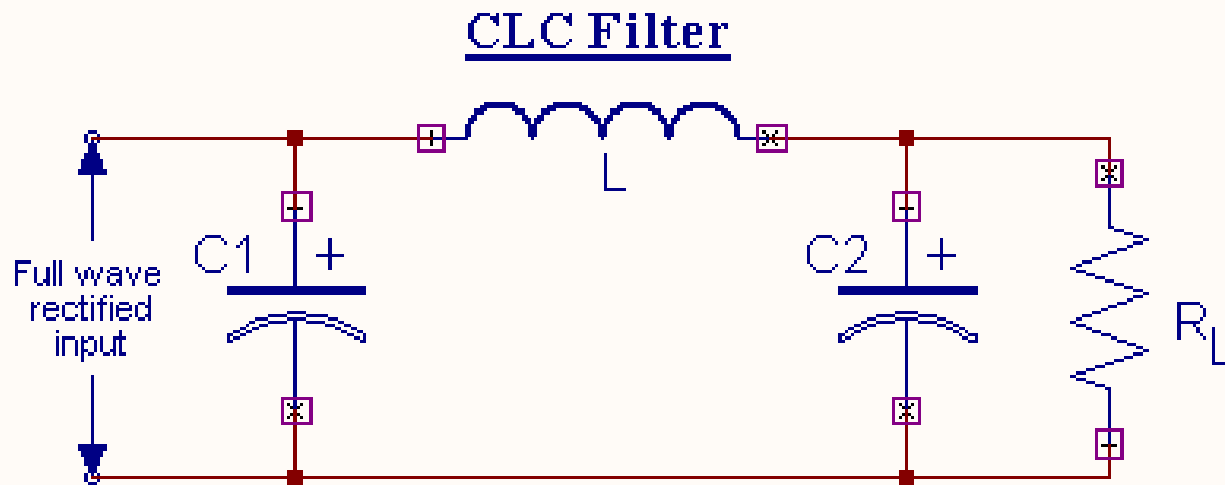 CLC Filter
L
C1 +
C2 +
Full wave
rectified
input
RL